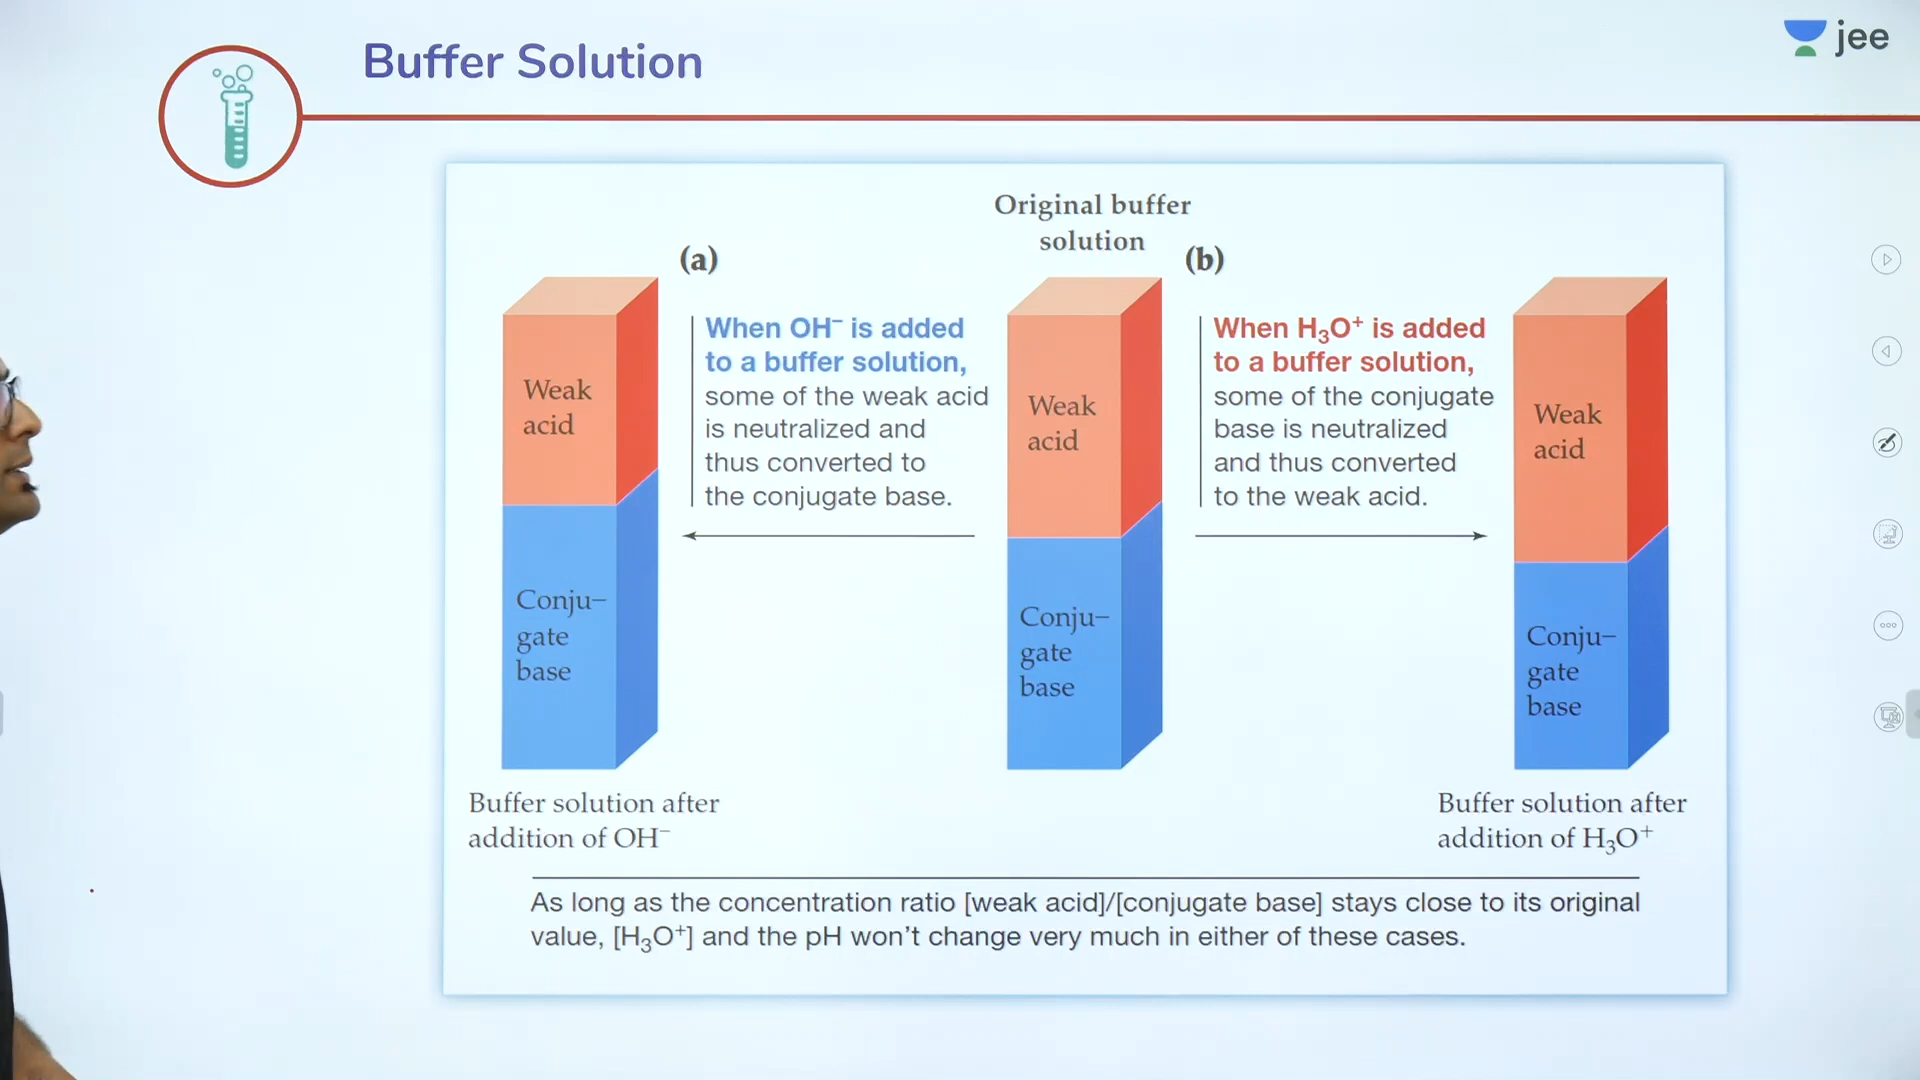 Buffer Solution
jee
Original buffer
solution
(a)
When OH⁻ is added
to a buffer solution,
some of the weak acid
is neutralized and
thus converted to
the conjugate base.
(b)
When H₃O⁺ is added
to a buffer solution,
some of the conjugate
base is neutralized
and thus converted
to the weak acid.
Weak
acid
Conju–
gate
base
Weak
acid
Conju–
gate
base
Weak
acid
Conju–
gate
base
Buffer solution after
addition of OH⁻
Buffer solution after
addition of H₃O⁺
As long as the concentration ratio [weak acid]/[conjugate base] stays close to its original
value, [H₃O⁺] and the pH won’t change very much in either of these cases.